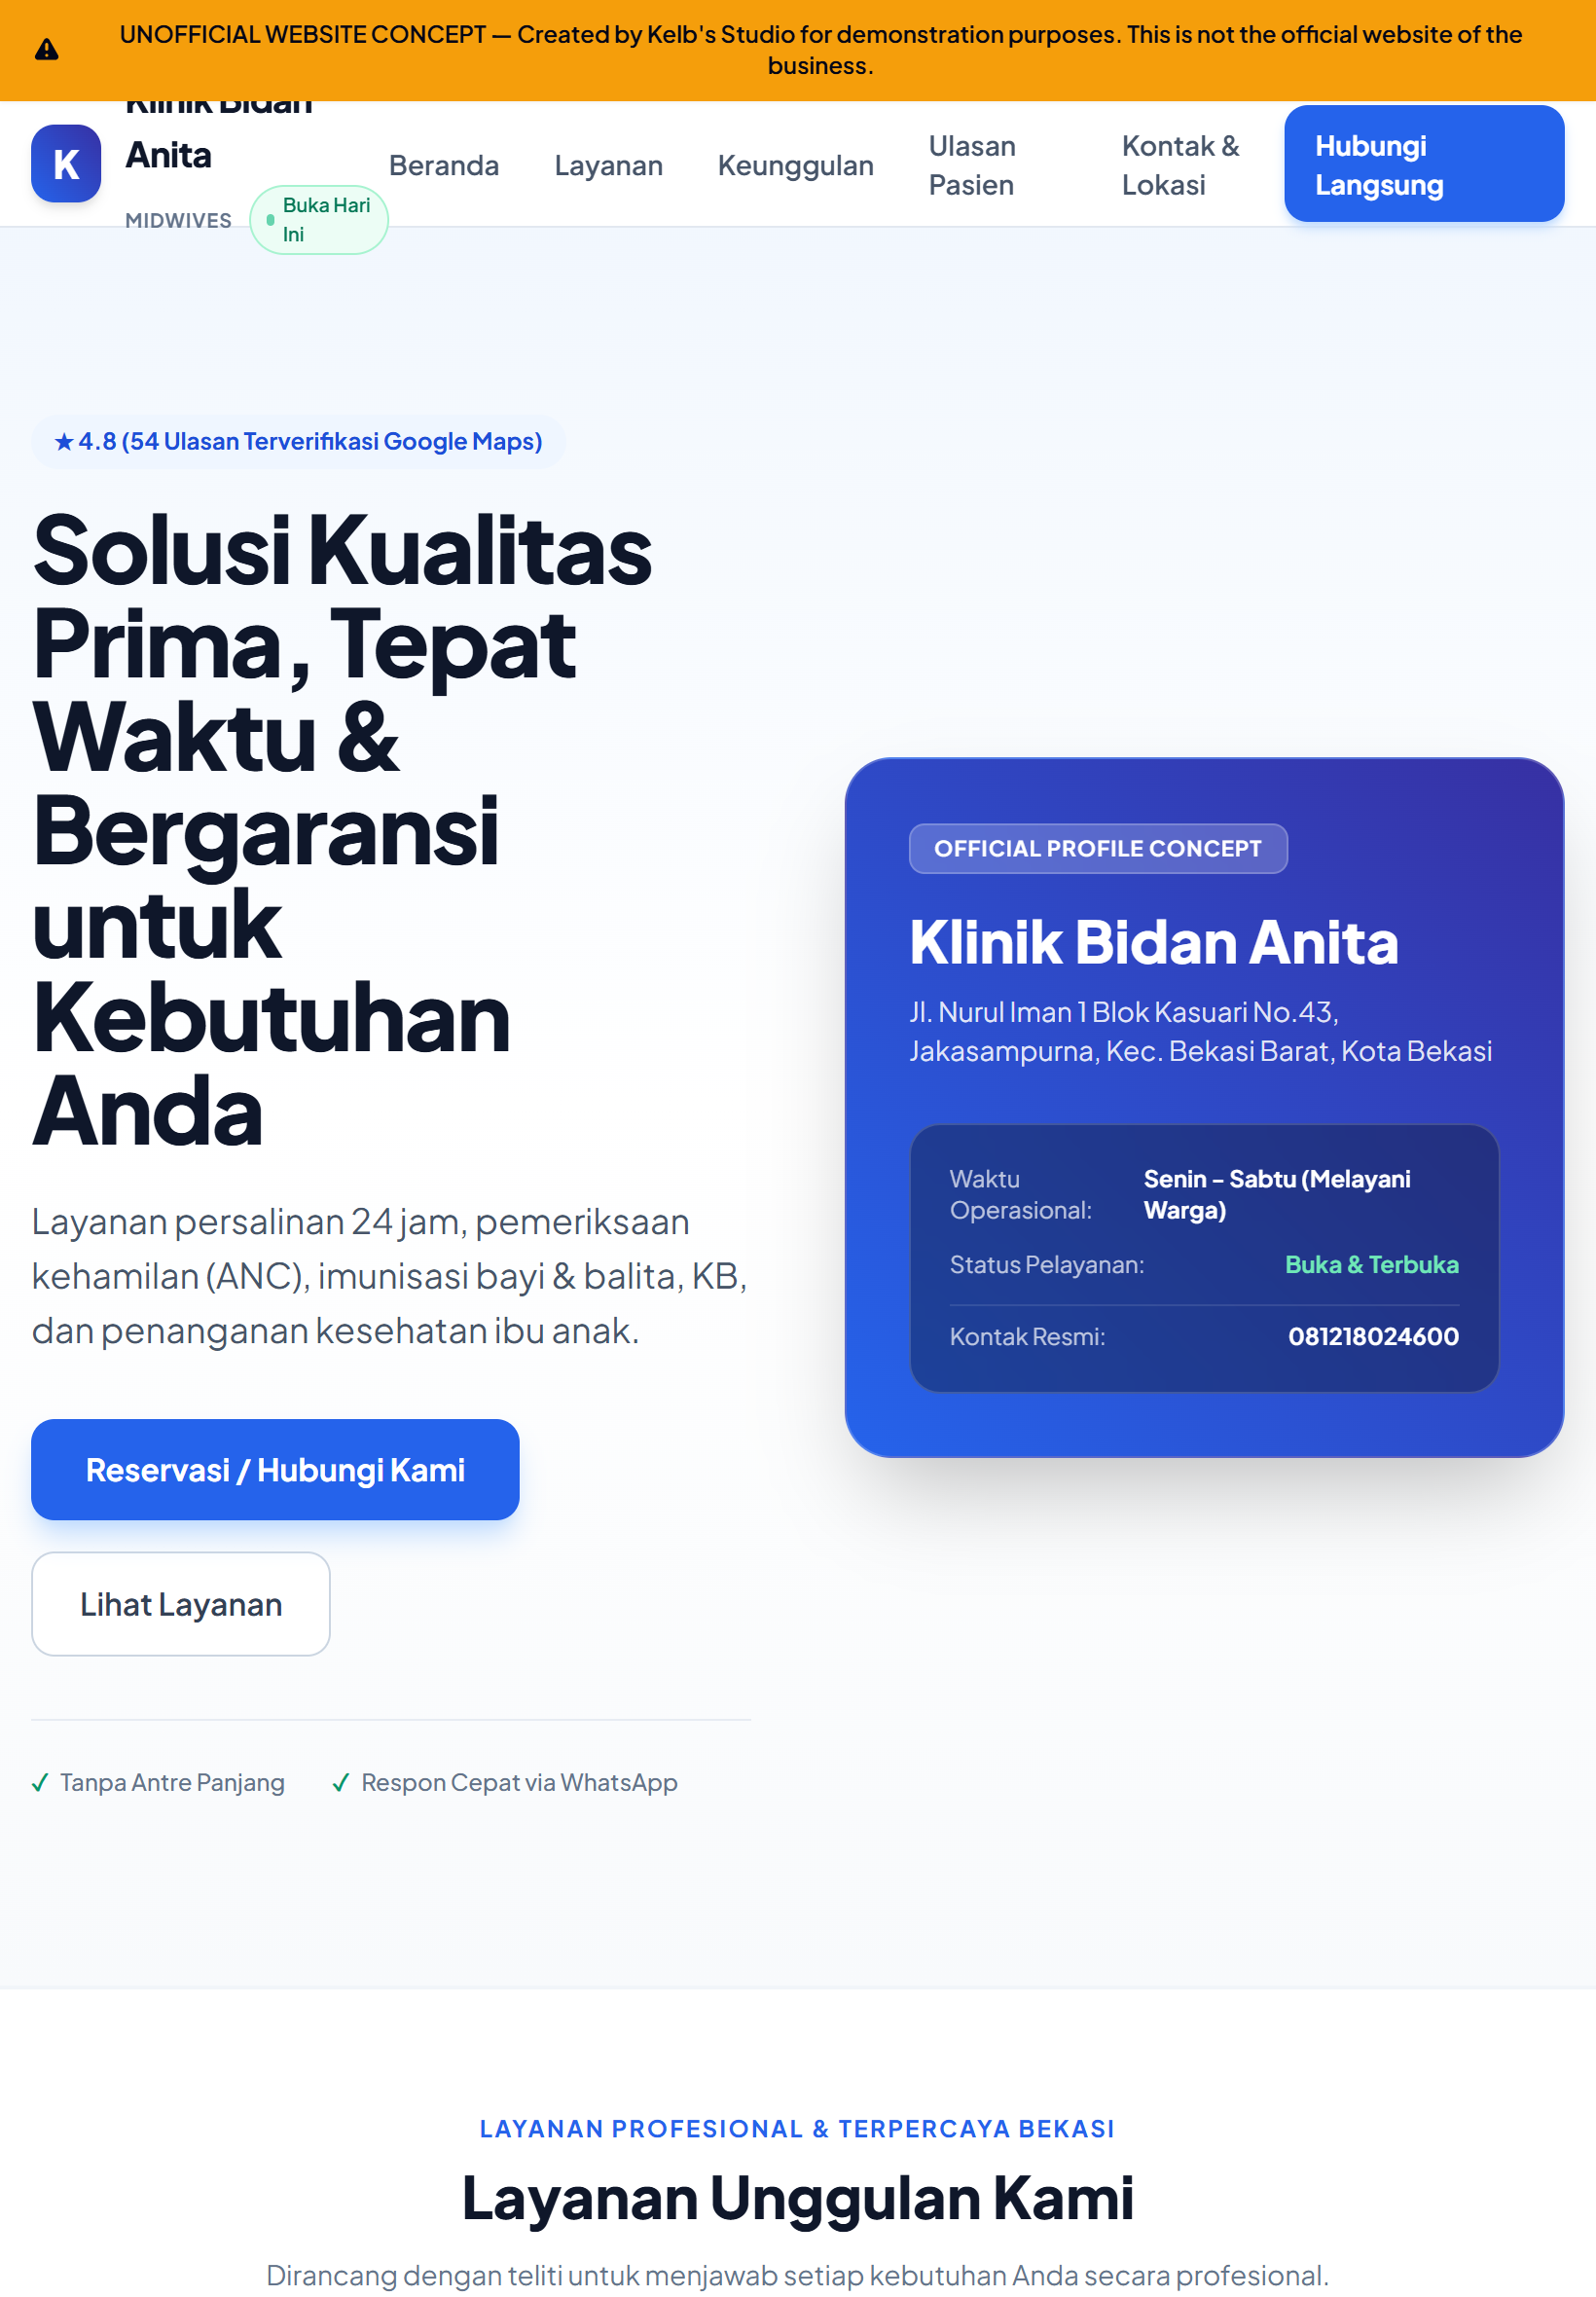 UNOFFICIAL WEBSITE CONCEPT — Created by Kelb's Studio for demonstration purposes. This is not the official website of the
business.
K
Klinik Bidan
Anita
MIDWIVES
Buka Hari
Ini
Beranda
Layanan
Keunggulan
Ulasan
Pasien
Kontak &
Lokasi
Hubungi
Langsung
★ 4.8 (54 Ulasan Terverifikasi Google Maps)
Solusi Kualitas
Prima, Tepat
Waktu &
Bergaransi
untuk
Kebutuhan
Anda
Layanan persalinan 24 jam, pemeriksaan
kehamilan (ANC), imunisasi bayi & balita, KB,
dan penanganan kesehatan ibu anak.
Reservasi / Hubungi Kami
Lihat Layanan
✓ Tanpa Antre Panjang
✓ Respon Cepat via WhatsApp
OFFICIAL PROFILE CONCEPT
Klinik Bidan Anita
Jl. Nurul Iman 1 Blok Kasuari No.43,
Jakasampurna, Kec. Bekasi Barat, Kota Bekasi
Waktu
Operasional:
Senin - Sabtu (Melayani
Warga)
Status Pelayanan:
Buka & Terbuka
Kontak Resmi:
081218024600
LAYANAN PROFESIONAL & TERPERCAYA BEKASI
Layanan Unggulan Kami
Dirancang dengan teliti untuk menjawab setiap kebutuhan Anda secara profesional.